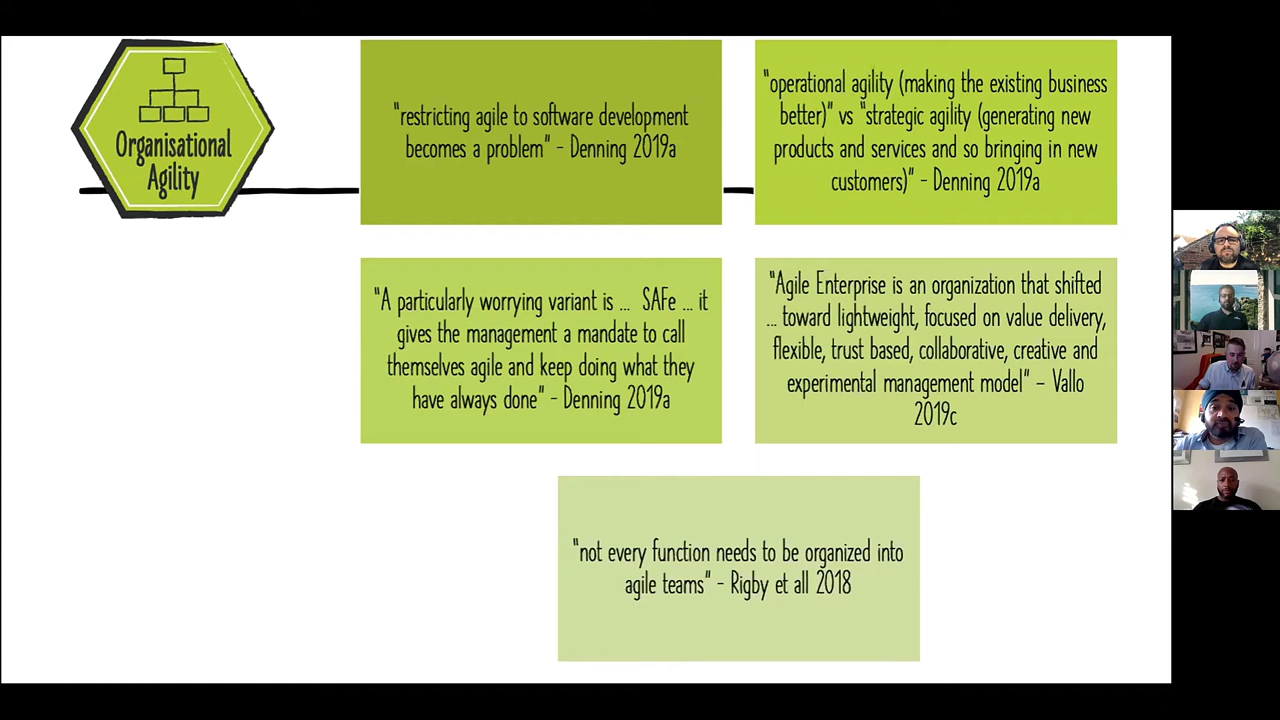 Organisational
Agility
"restricting agile to software development
becomes a problem" - Denning 2019a
"operational agility (making the existing business
better)" vs "strategic agility (generating new
products and services and so bringing in new
customers)" - Denning 2019a
"A particularly worrying variant is ... SAFe ... it
gives the management a mandate to call
themselves agile and keep doing what they
have always done" - Denning 2019a
"Agile Enterprise is an organization that shifted
... toward lightweight, focused on value delivery,
flexible, trust based, collaborative, creative and
experimental management model" – Vallo
2019c
"not every function needs to be organized into
agile teams" - Rigby et all 2018